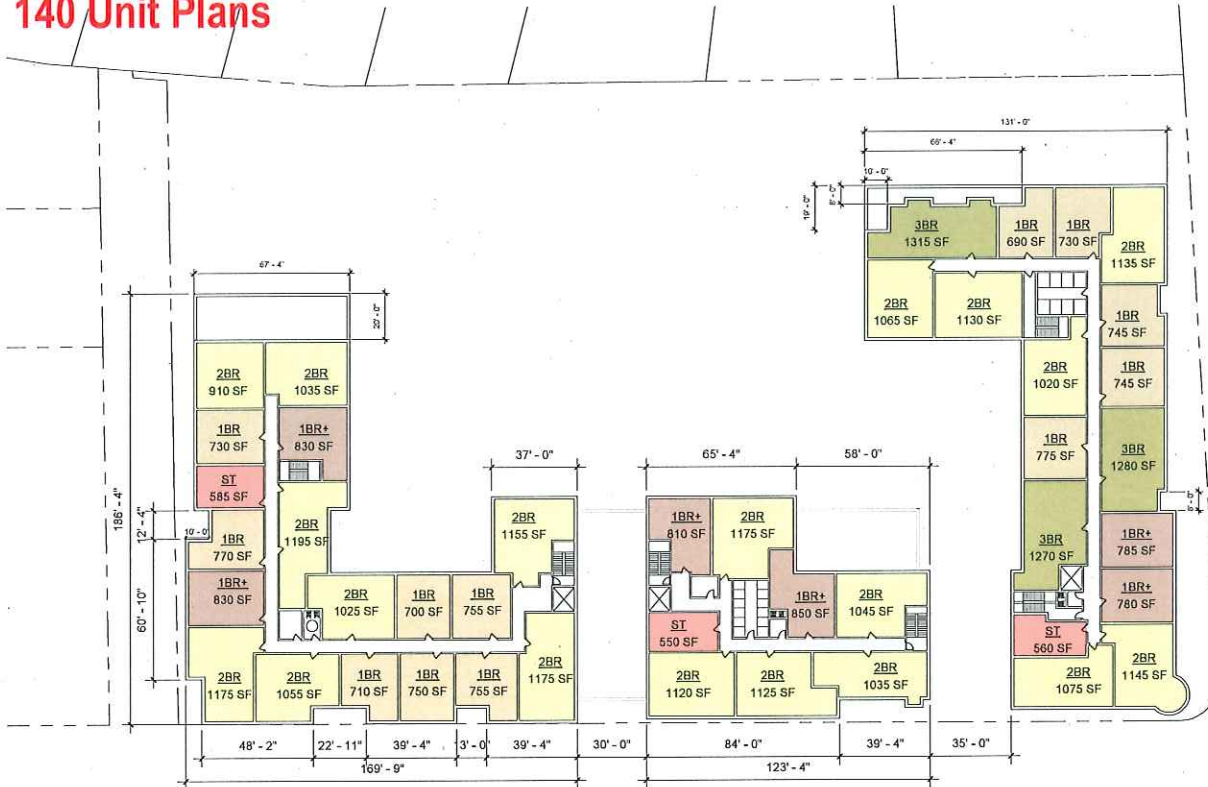 140 Unit Plans
131' - 0"
66' - 4"
10' - 0"
8' - 0"
19' - 0"
3BR
1315 SF
1BR
690 SF
1BR
730 SF
2BR
1135 SF
2BR
1065 SF
2BR
1130 SF
1BR
745 SF
2BR
1020 SF
1BR
745 SF
1BR
775 SF
3BR
1280 SF
3BR
1270 SF
1BR+
785 SF
1BR+
780 SF
ST
560 SF
2BR
1075 SF
2BR
1145 SF
67' - 4"
20' - 0"
186' - 4"
2BR
910 SF
2BR
1035 SF
1BR
730 SF
1BR+
830 SF
ST
585 SF
12' - 4"
10' - 0"
1BR
770 SF
2BR
1195 SF
60' - 10"
1BR+
830 SF
2BR
1025 SF
1BR
700 SF
1BR
755 SF
37' - 0"
2BR
1155 SF
2BR
1175 SF
2BR
1055 SF
1BR
710 SF
1BR
750 SF
1BR
755 SF
2BR
1175 SF
65' - 4"
58' - 0"
1BR+
810 SF
2BR
1175 SF
1BR+
850 SF
2BR
1045 SF
ST
550 SF
2BR
1120 SF
2BR
1125 SF
2BR
1035 SF
48' - 2"
22' - 11"
39' - 4"
3' - 0"
39' - 4"
30' - 0"
84' - 0"
39' - 4"
35' - 0"
169' - 9"
123' - 4"